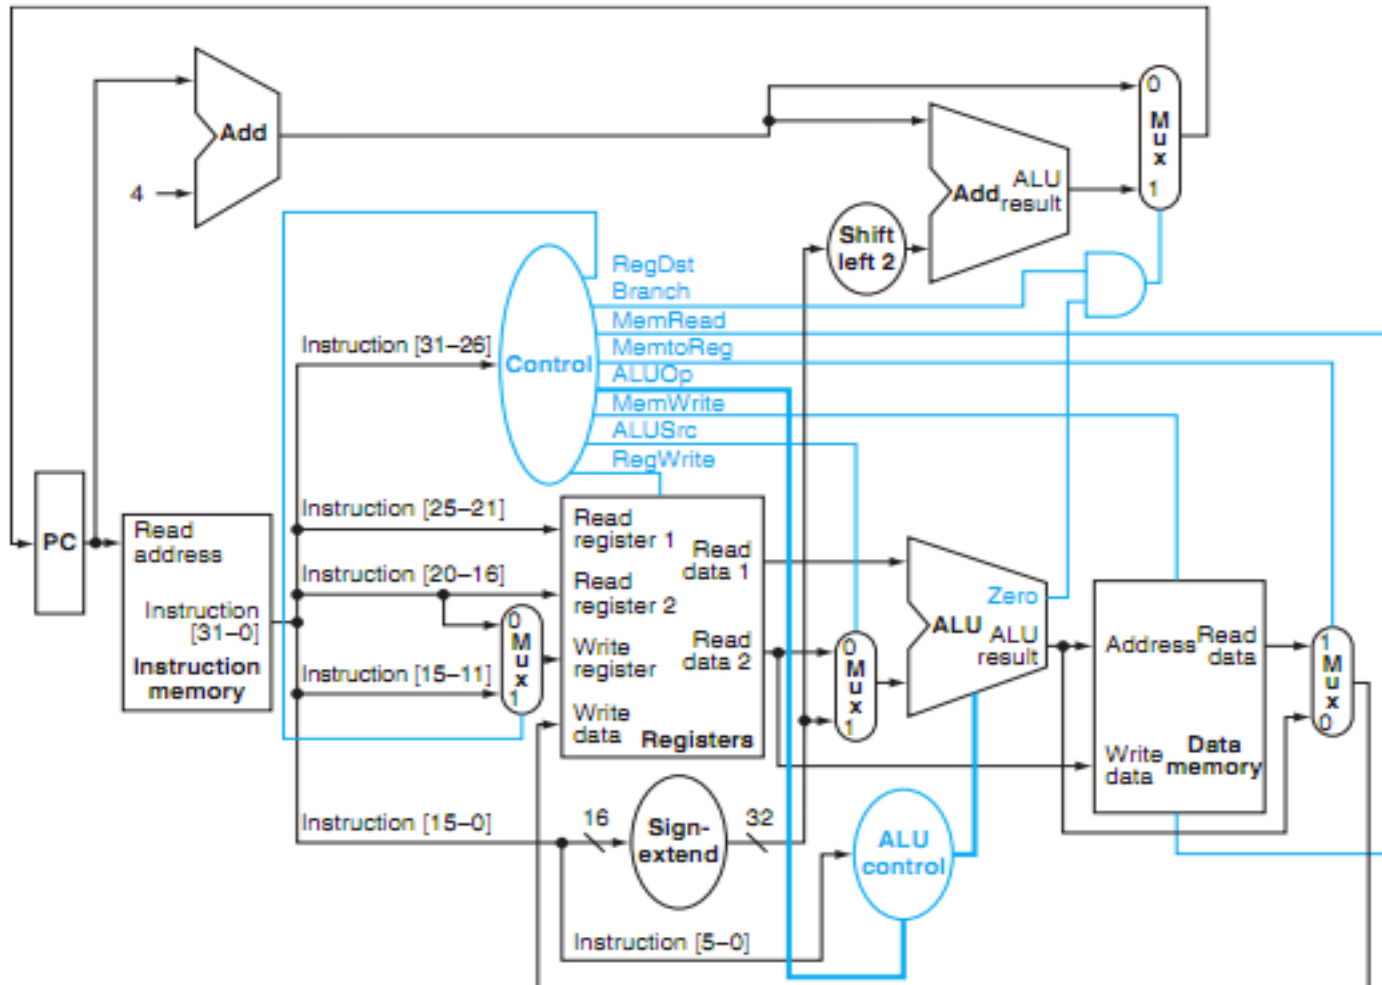 Add
4
0
M
u
x
1
Add
ALU
result
Shift
left 2
RegDst
Branch
MemRead
MemtoReg
ALUOp
MemWrite
ALUSrc
RegWrite
Control
Instruction [31–26]
Instruction [25–21]
Instruction [20–16]
Instruction [15–11]
Instruction [15–0]
Instruction [5–0]
PC
Read
address
Instruction
[31–0]
Instruction
memory
0
M
u
x
1
Read
register 1
Read
register 2
Write
register
Write
data
Read
data 1
Read
data 2
Registers
0
M
u
x
1
Zero
ALU
ALU
result
Address
Read
data
Write
data
Data
memory
1
M
u
x
0
16
Sign-
extend
32
ALU
control